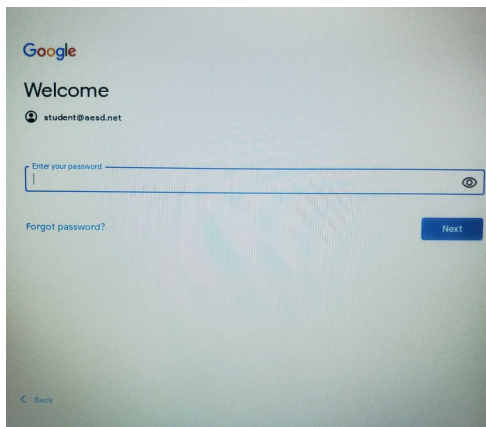 Google
Welcome
student@aesd.net
Enter your password
Forgot password?
Next
Back